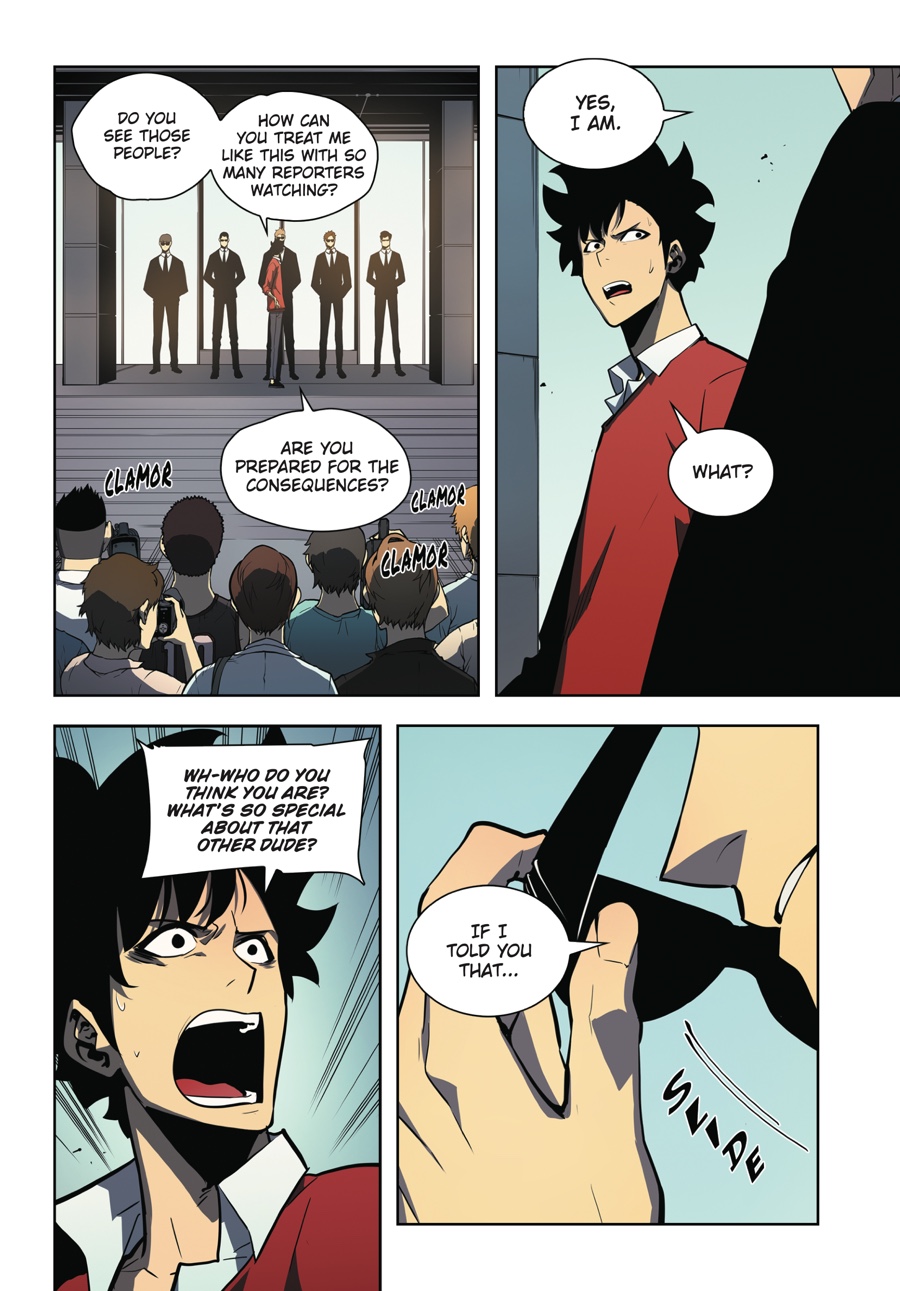 DO YOU
SEE THOSE
PEOPLE?
HOW CAN
YOU TREAT ME
LIKE THIS WITH SO
MANY REPORTERS
WATCHING?
ARE YOU
PREPARED FOR THE
CONSEQUENCES?
CLAMOR
CLAMOR
CLAMOR
YES,
I AM.
WHAT?
WH-WHO DO YOU
THINK YOU ARE?
WHAT'S SO SPECIAL
ABOUT THAT
OTHER DUDE?
IF I
TOLD YOU
THAT...
SLIDE